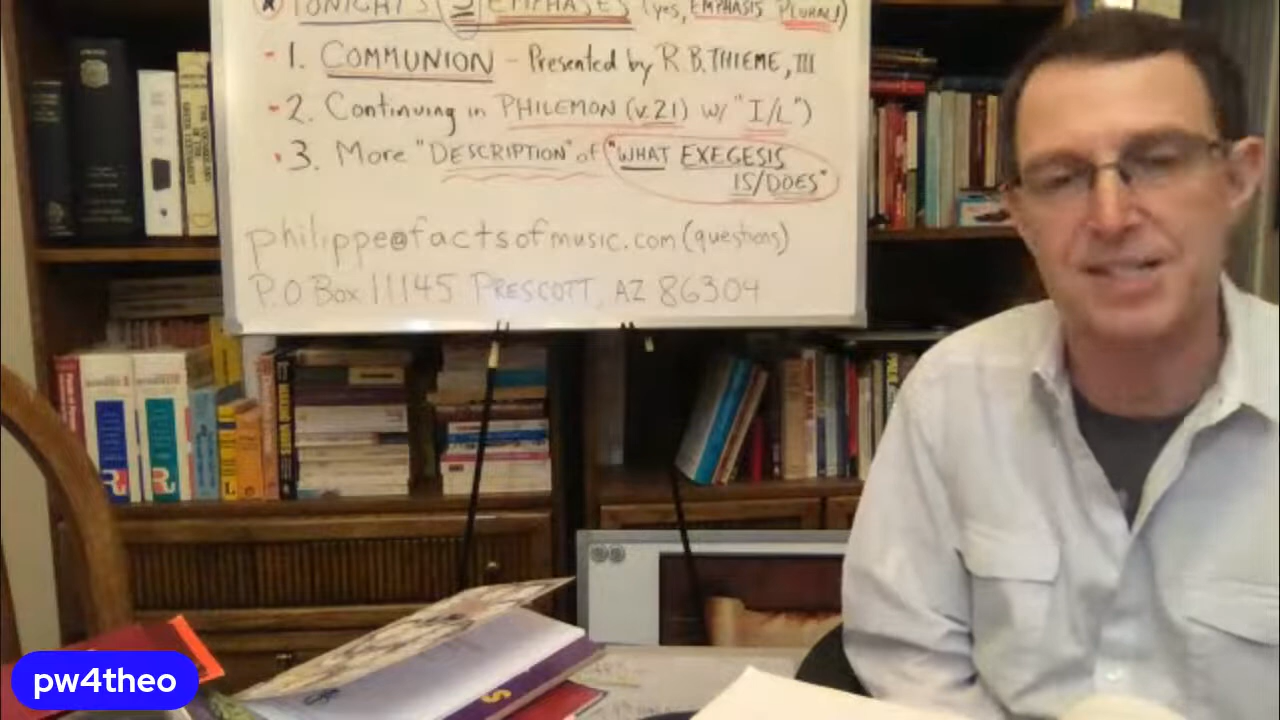 TONIGHT'S 3 EMPHASES (yes, EMPHASIS PLURAL!)
- 1. COMMUNION - Presented by R.B. THIEME, III
- 2. Continuing in PHILEMON (v.21) w/ "I/L")
• 3. More "DESCRIPTION" of "WHAT EXEGESIS
IS/DOES"
philippe@factsofmusic.com (questions)
P.O Box 11145 PRESCOTT, AZ 86304
pw4theo